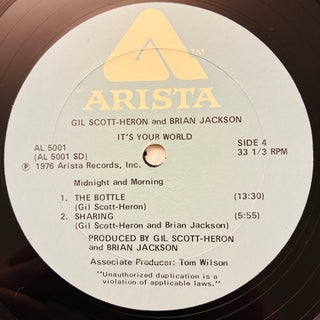 TM
ARISTA
GIL SCOTT-HERON and BRIAN JACKSON
IT'S YOUR WORLD
AL 5001
(AL 5001 SD)
Ⓟ 1976 Arista Records, Inc.
SIDE 4
33 1/3 RPM
Midnight and Morning
1. THE BOTTLE (13:30)
(Gil Scott-Heron)
2. SHARING (5:55)
(Gil Scott-Heron and Brian Jackson)
PRODUCED BY GIL SCOTT-HERON
and BRIAN JACKSON
Associate Producer: Tom Wilson
"Unauthorized duplication is a
violation of applicable laws."